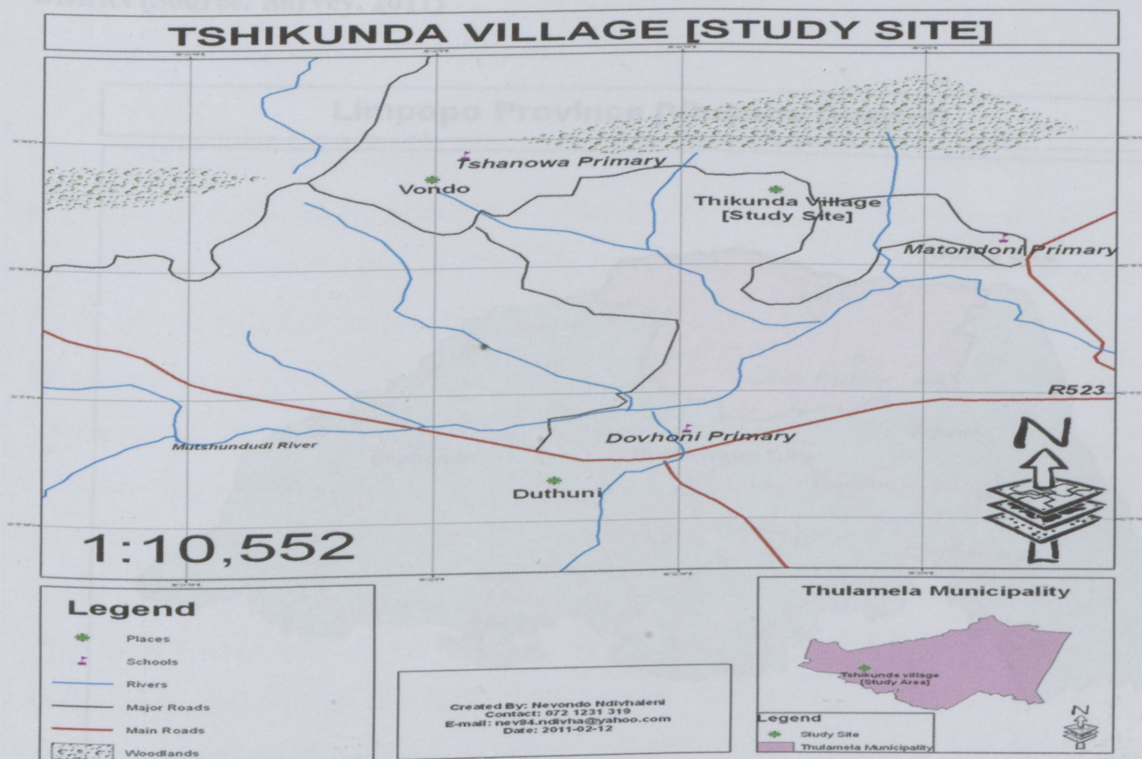 TSHIKUNDA VILLAGE [STUDY SITE]
Tshanowa Primary
Vondo
Thikunda Village
[Study Site]
Matondoni Primary
R523
Mutshundudi River
Dovhoni Primary
N
Duthuni
1:10,552
Legend
Places
Schools
Rivers
Major Roads
Main Roads
Woodlands
Created By: Nevondo Ndivhaleni
Contact: 072 1231 319
E-mail: nev84.ndivha@yahoo.com
Date: 2011-02-12
Thulamela Municipality
Tshikunda village
[Study Area]
N
Legend
Study Site
Thulamela Municipality
Limpopo Province